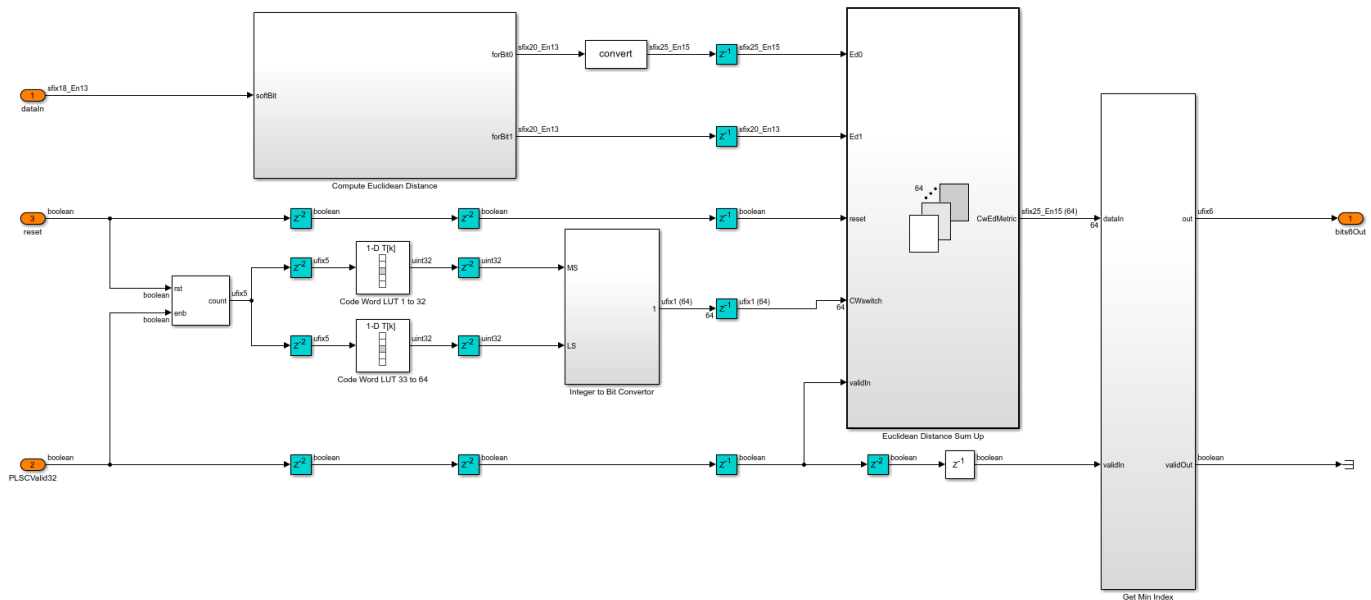 1
dataIn
sfix18_En13
softBit
forBit0
forBit1
Compute Euclidean Distance
sfix20_En13
convert
sfix25_En15
z-1
sfix25_En15
sfix20_En13
z-1
sfix20_En13
3
reset
boolean
z-2
boolean
z-2
boolean
z-1
boolean
rst
enb
count
boolean
boolean
ufix5
z-2
ufix5
1-D T[k]
Code Word LUT 1 to 32
uint32
z-2
uint32
z-2
ufix5
1-D T[k]
Code Word LUT 33 to 64
uint32
z-2
uint32
MS
LS
1
Integer to Bit Convertor
ufix1 (64)
64
z-1
ufix1 (64)
64
2
PLSCValid32
boolean
z-2
boolean
z-2
boolean
z-1
boolean
z-2
boolean
z-1
boolean
Ed0
Ed1
reset
CWswitch
validIn
64
CwEdMetric
Euclidean Distance Sum Up
sfix25_En15 (64)
64
dataIn
validIn
out
validOut
Get Min Index
ufix6
1
bits6Out
boolean